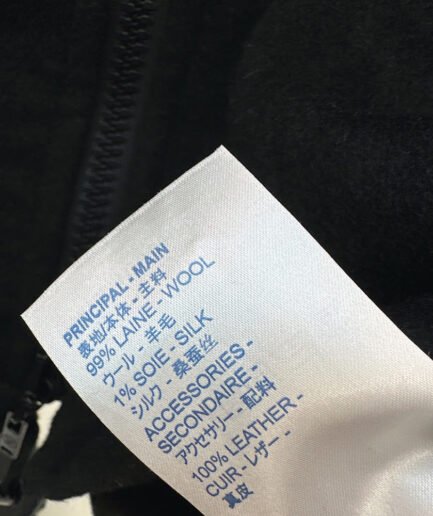 PRINCIPAL - MAIN
表地/本体 - 主料
99% LAINE - WOOL
ウール - 羊毛
1% SOIE - SILK
シルク - 桑蚕丝
ACCESSORIES -
SECONDAIRE -
アクセサリー - 配料
100% LEATHER -
CUIR - レザー -
真皮